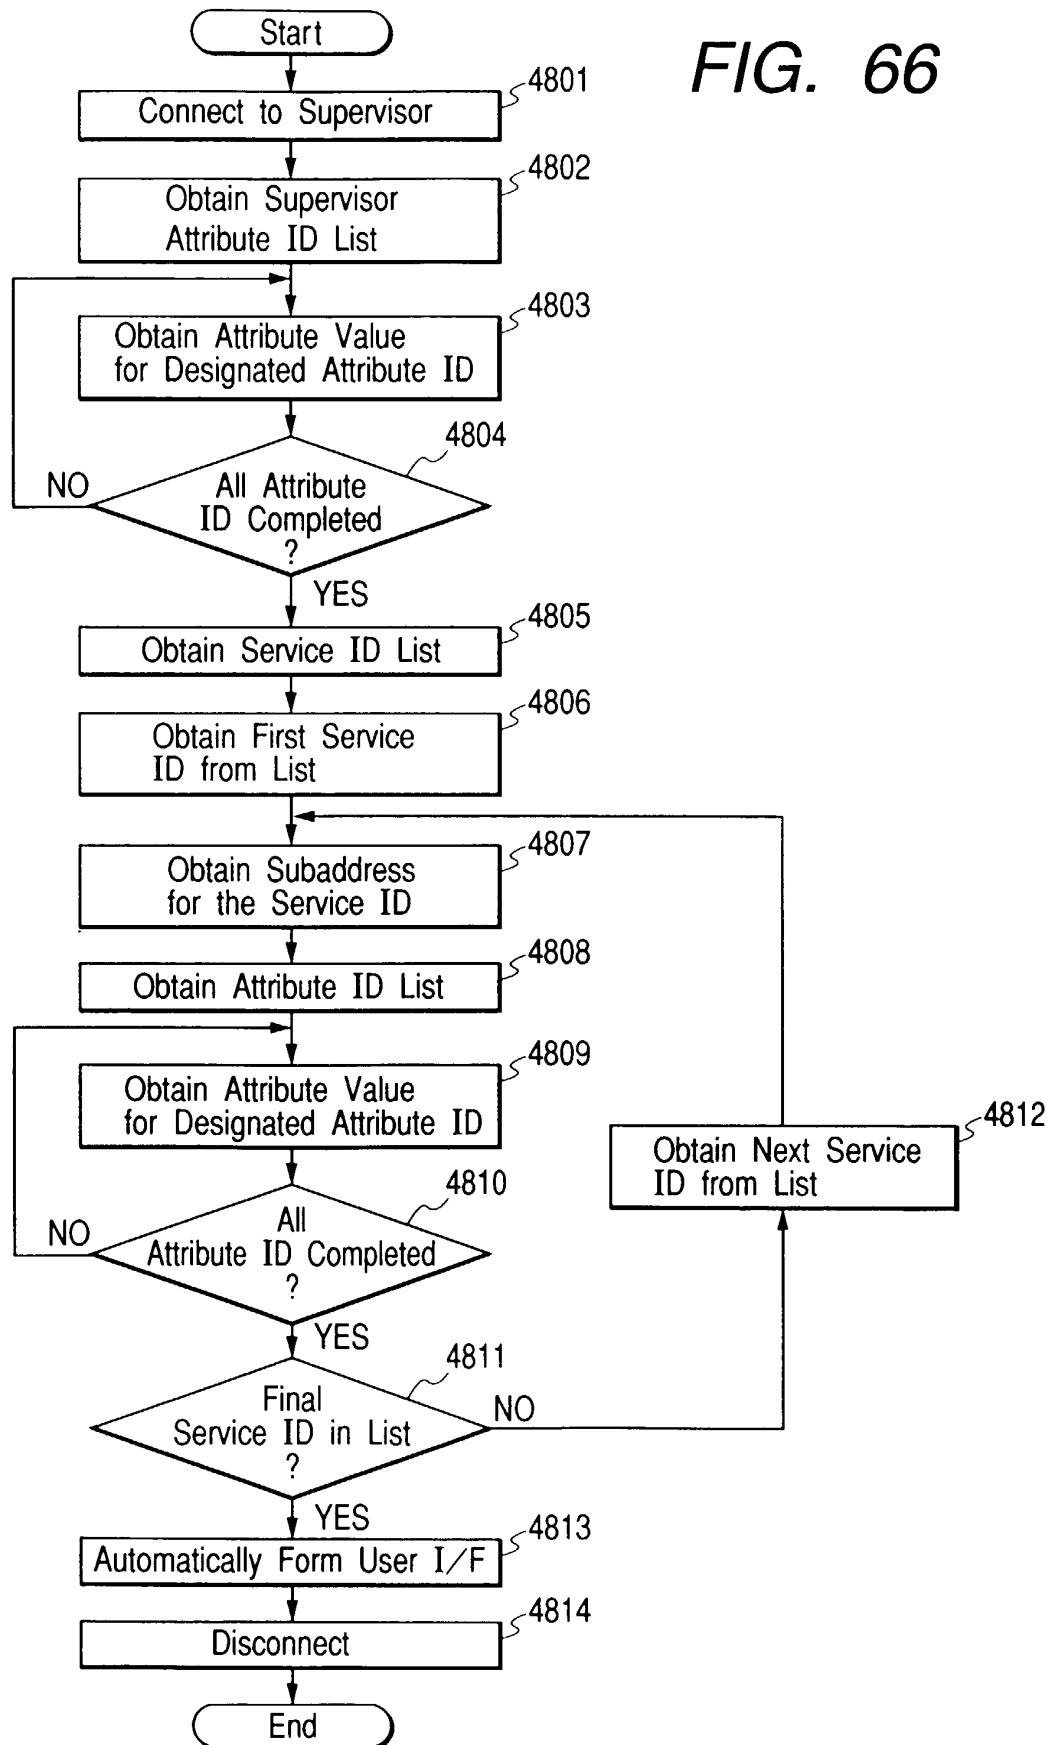 Start
FIG. 66
4801
Connect to Supervisor
4802
Obtain Supervisor
Attribute ID List
4803
Obtain Attribute Value
for Designated Attribute ID
4804
NO
All Attribute
ID Completed
?
YES
4805
Obtain Service ID List
4806
Obtain First Service
ID from List
4807
Obtain Subaddress
for the Service ID
4808
Obtain Attribute ID List
4809
Obtain Attribute Value
for Designated Attribute ID
4812
Obtain Next Service
ID from List
4810
NO
All
Attribute ID Completed
?
YES
4811
Final
Service ID in List
?
NO
YES
4813
Automatically Form User I/F
4814
Disconnect
End